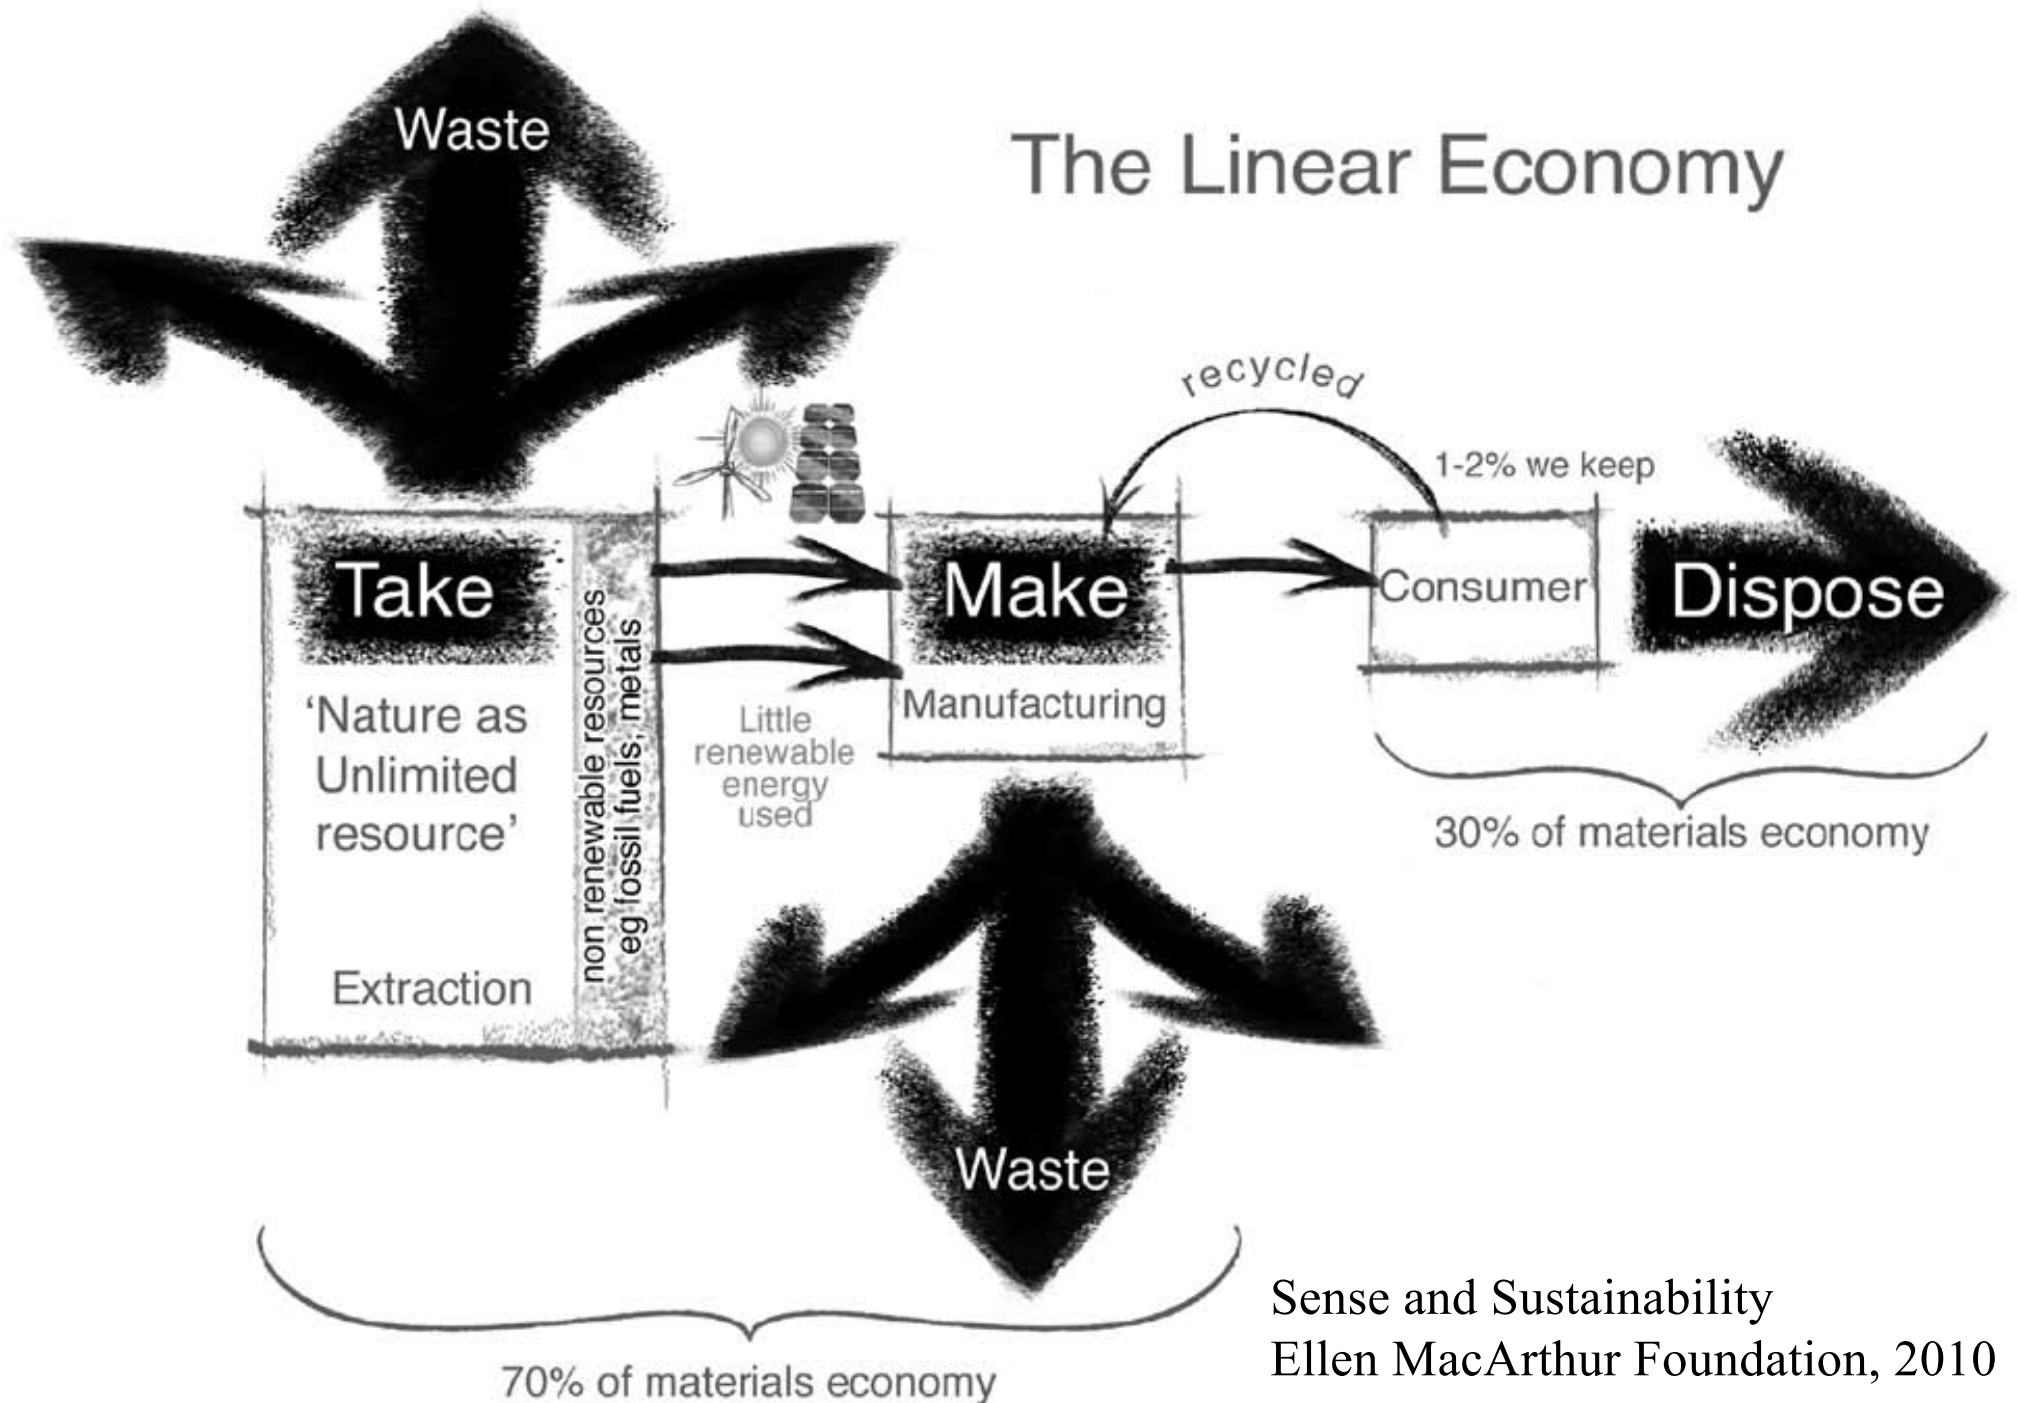 Waste
The Linear Economy
recycled
1-2% we keep
Take
Make
Consumer
Dispose
'Nature as
Unlimited
resource'
Extraction
non renewable resources
eg fossil fuels, metals
Little
renewable
energy
used
Manufacturing
30% of materials economy
Waste
70% of materials economy
Sense and Sustainability
Ellen MacArthur Foundation, 2010